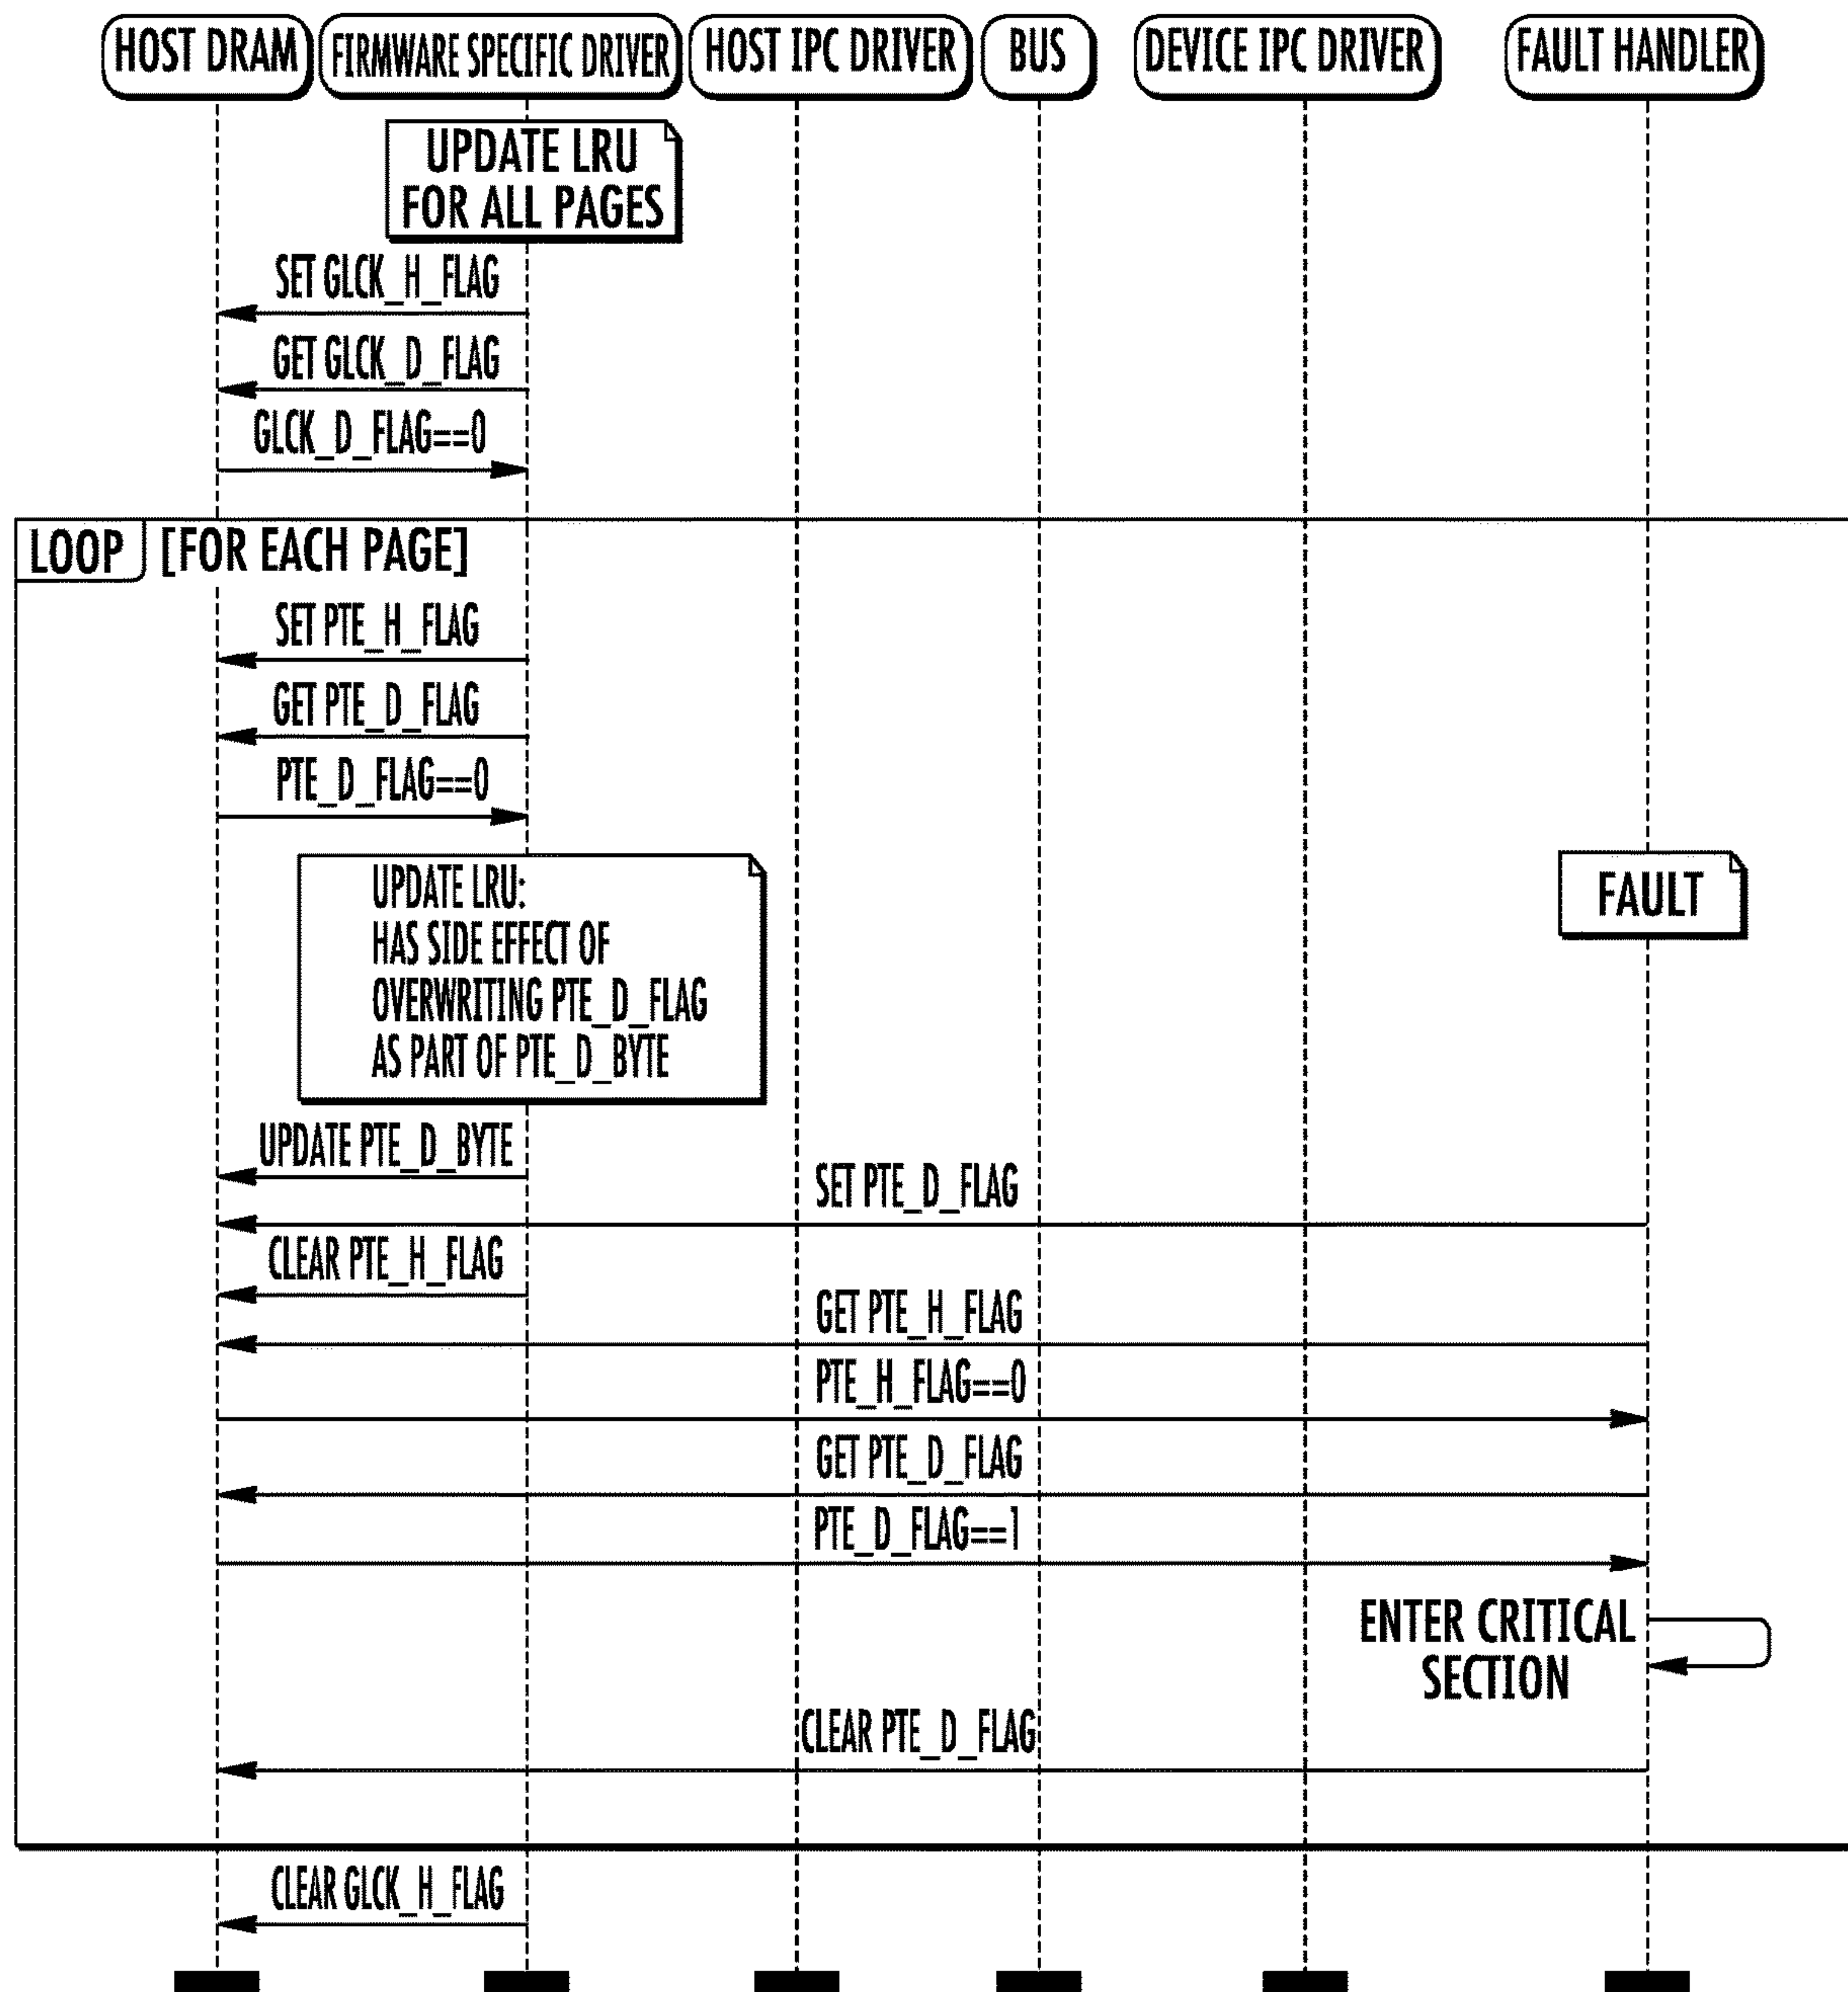 HOST DRAM
FIRMWARE SPECIFIC DRIVER
HOST IPC DRIVER
BUS
DEVICE IPC DRIVER
FAULT HANDLER
UPDATE LRU
FOR ALL PAGES
SET GLCK_H_FLAG
GET GLCK_D_FLAG
GLCK_D_FLAG==0
LOOP
[FOR EACH PAGE]
SET PTE_H_FLAG
GET PTE_D_FLAG
PTE_D_FLAG==0
UPDATE LRU:
HAS SIDE EFFECT OF
OVERWRITING PTE_D_FLAG
AS PART OF PTE_D_BYTE
FAULT
UPDATE PTE_D_BYTE
SET PTE_D_FLAG
CLEAR PTE_H_FLAG
GET PTE_H_FLAG
PTE_H_FLAG==0
GET PTE_D_FLAG
PTE_D_FLAG==1
ENTER CRITICAL
SECTION
CLEAR PTE_D_FLAG
CLEAR GLCK_H_FLAG